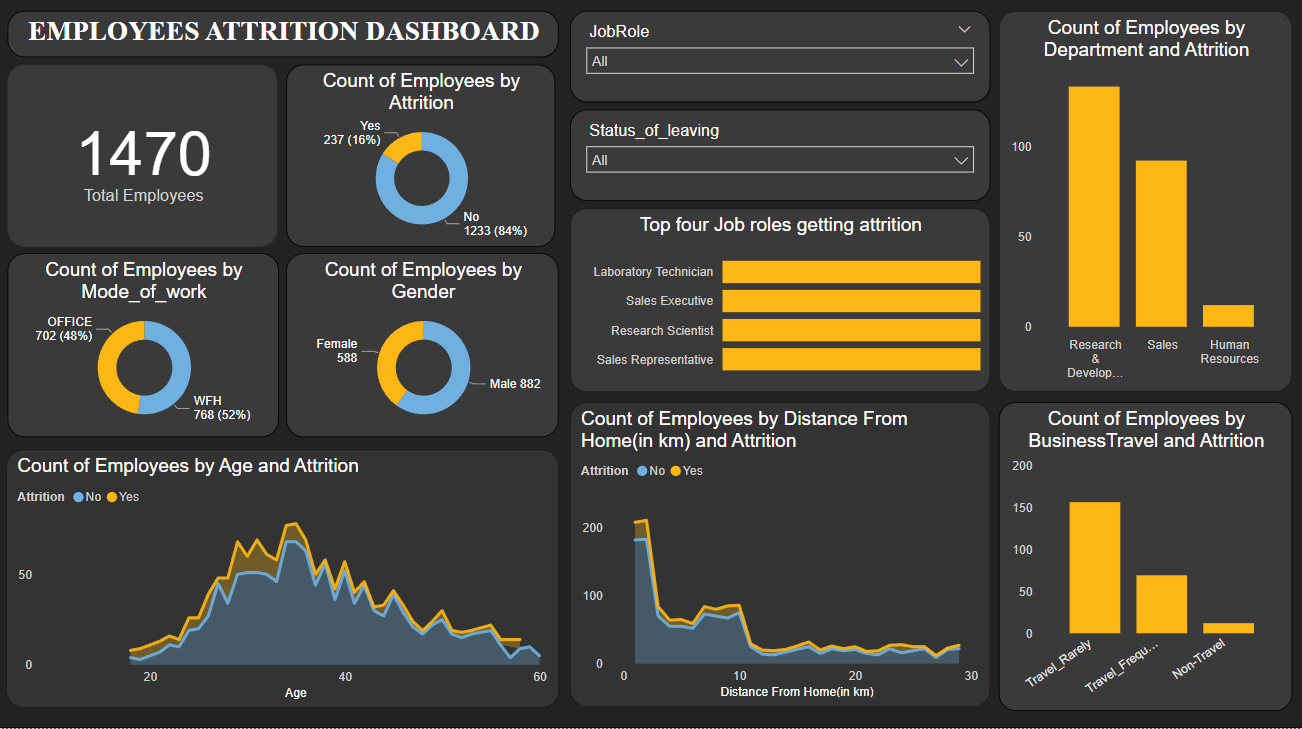 EMPLOYEES ATTRITION DASHBOARD
1470
Total Employees
Count of Employees by
Attrition
Yes
237 (16%)
No
1233 (84%)
JobRole
All
Status_of_leaving
All
Count of Employees by
Department and Attrition
100
50
0
Research
&
Develop...
Sales
Human
Resources
Count of Employees by
Mode_of_work
OFFICE
702 (48%)
WFH
768 (52%)
Count of Employees by
Gender
Female
588
Male 882
Top four Job roles getting attrition
Laboratory Technician
Sales Executive
Research Scientist
Sales Representative
Count of Employees by Age and Attrition
Attrition No Yes
50
0
20 40 60
Age
Count of Employees by Distance From
Home(in km) and Attrition
Attrition No Yes
200
100
0
0 10 20 30
Distance From Home(in km)
Count of Employees by
BusinessTravel and Attrition
200
150
100
50
0
Travel_Rarely
Travel_Frequ...
Non-Travel